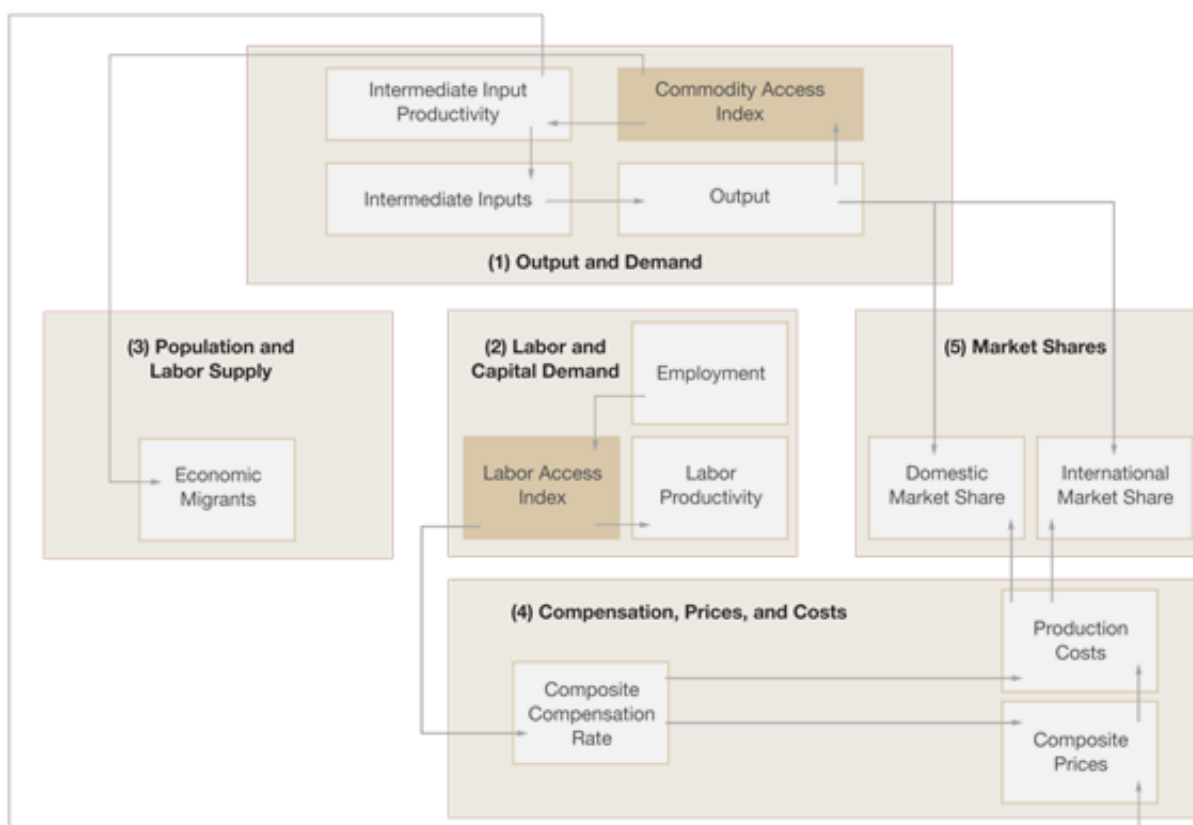 Intermediate Input
Productivity
Commodity Access
Index
Intermediate Inputs
Output
(1) Output and Demand
(3) Population and
Labor Supply
Economic
Migrants
(2) Labor and
Capital Demand
Employment
Labor Access
Index
Labor
Productivity
(5) Market Shares
Domestic
Market Share
International
Market Share
(4) Compensation, Prices, and Costs
Production
Costs
Composite
Compensation
Rate
Composite
Prices